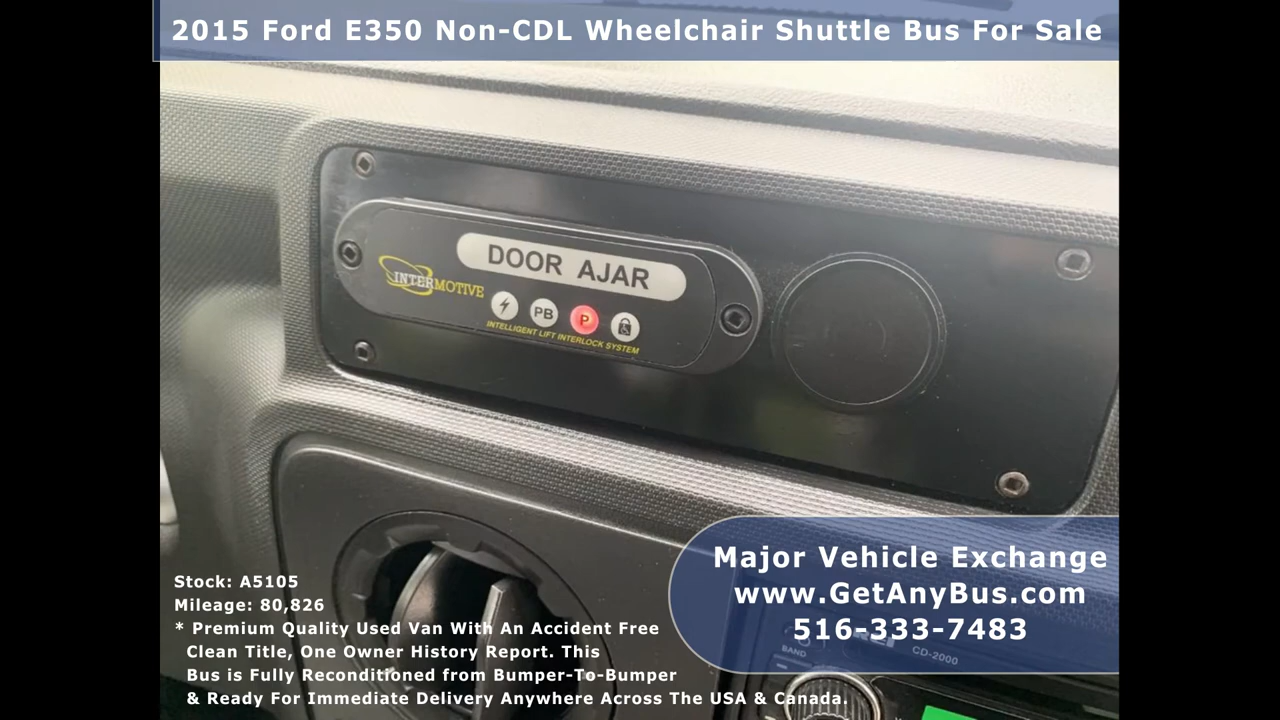 2015 Ford E350 Non-CDL Wheelchair Shuttle Bus For Sale
DOOR AJAR
INTERMOTIVE
PB P
INTELLIGENT LIFT INTERLOCK SYSTEM
Major Vehicle Exchange
www.GetAnyBus.com
516-333-7483
Stock: A5105
Mileage: 80,826
* Premium Quality Used Van With An Accident Free
Clean Title, One Owner History Report. This
Bus is Fully Reconditioned from Bumper-To-Bumper
& Ready For Immediate Delivery Anywhere Across The USA & Canada.
BAND
CD-2000